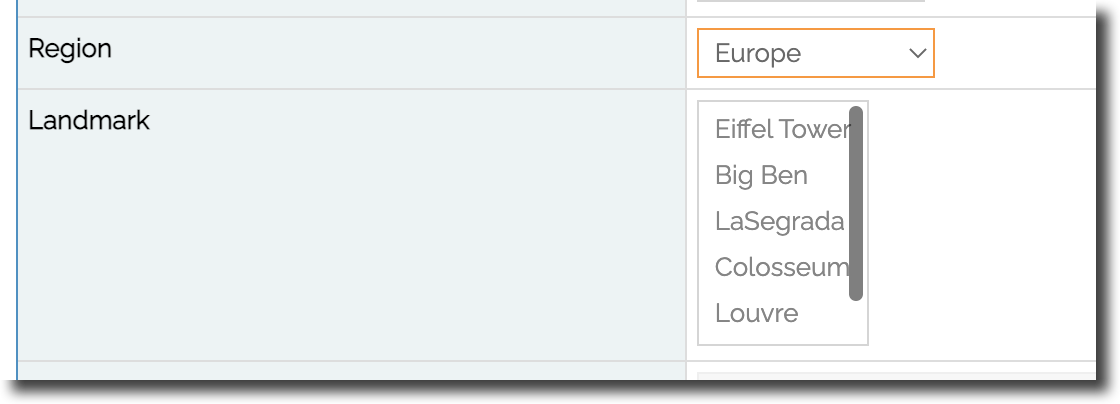 Region
Europe
Landmark
Eiffel Tower
Big Ben
LaSegrada
Colosseum
Louvre